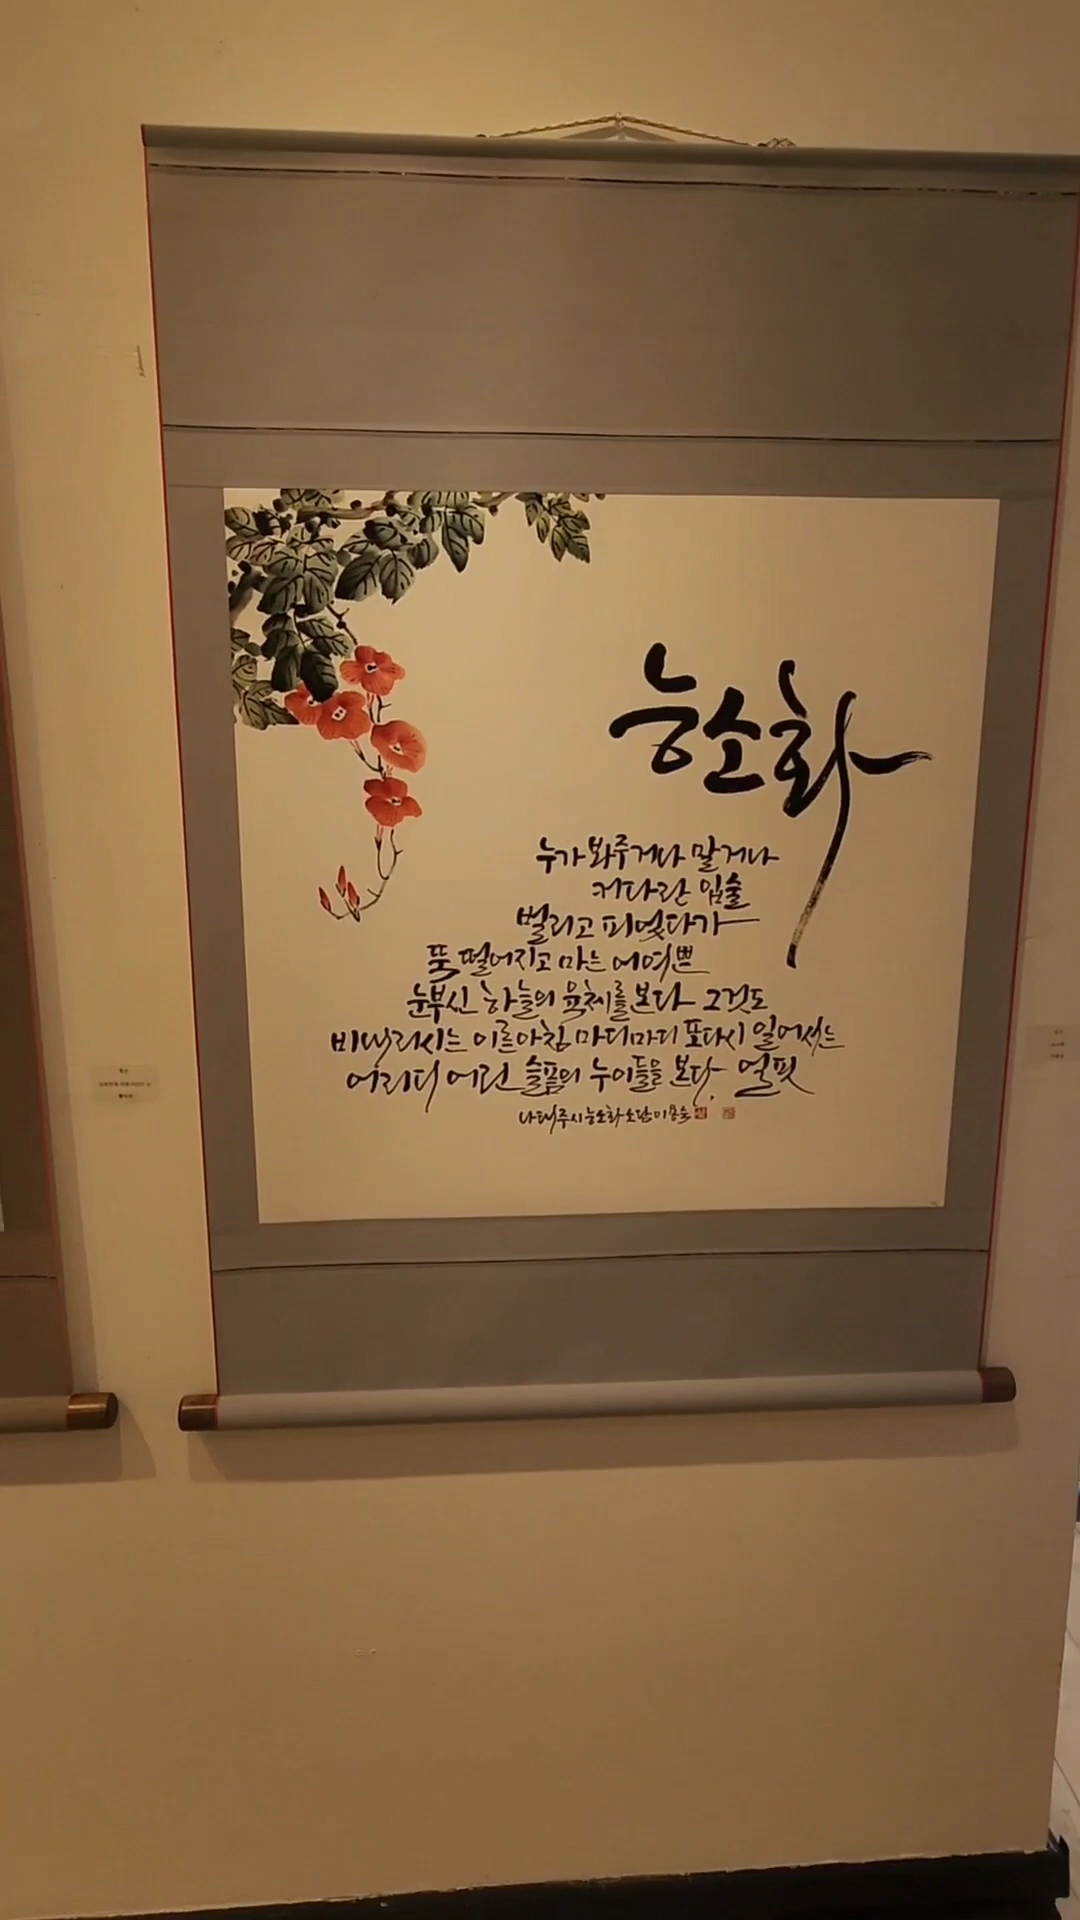 능소화
누가 봐주거나 말거나
커다란 입술
벌리고 피었다가
뚝 떨어지고 마는 어여쁜
눈부신 하늘의 육체를 본다 그것도
비 내리시는 이른 아침 마디마디 또다시 일어서는
어리디 어린 슬픔의 누이들을 본다. 얼핏
나태주 시 능소화 소담 이용순